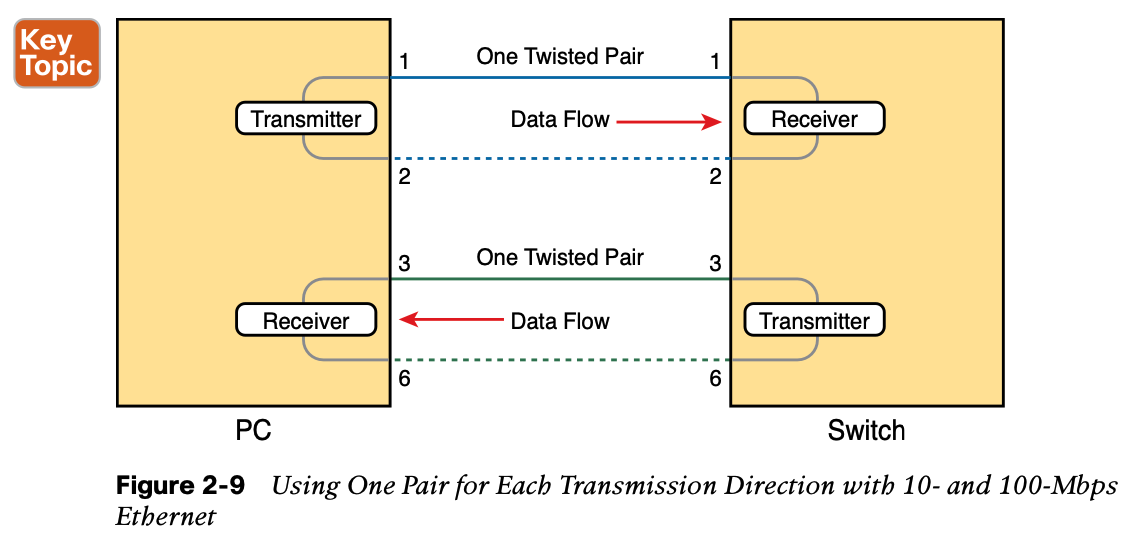 Key
Topic
1 One Twisted Pair 1
Transmitter Data Flow Receiver
2 2
3 One Twisted Pair 3
Receiver Data Flow Transmitter
6 6
PC Switch
Figure 2-9 Using One Pair for Each Transmission Direction with 10- and 100-Mbps
Ethernet